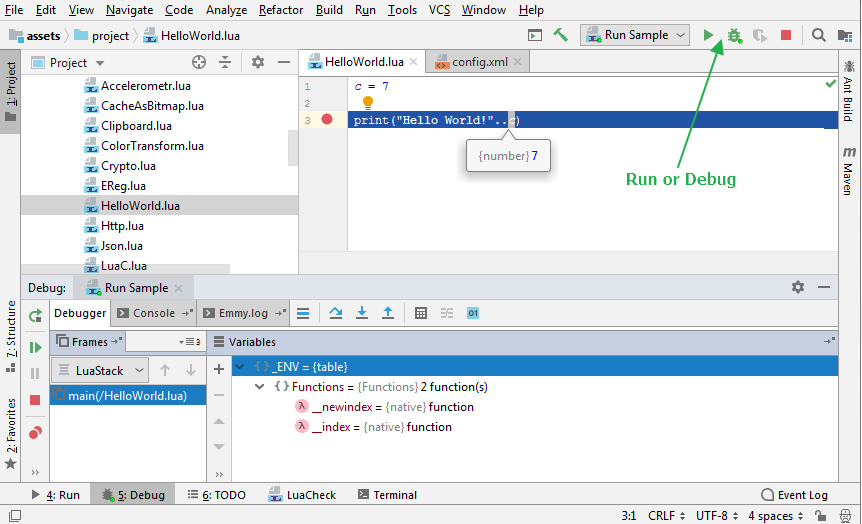 File Edit View Navigate Code Analyze Refactor Build Run Tools VCS Window Help
assets project HelloWorld.lua Run Sample
1: Project
Project
HelloWorld.lua config.xml
Accelerometr.lua
CacheAsBitmap.lua
Clipboard.lua
ColorTransform.lua
Crypto.lua
EReg.lua
HelloWorld.lua
Http.lua
Json.lua
LuaC.lua
1 c = 7
2
3 print("Hello World!"..c)
{number} 7
Run or Debug
Ant Build
m
Maven
Debug: Run Sample
Debugger Console Emmy.log 01
Frames 3 Variables
LuaStack
main(/HelloWorld.lua)
_ENV = {table}
Functions = {Functions} 2 function(s)
λ __newindex = {native} function
λ __index = {native} function
7: Structure
2: Favorites
4: Run 5: Debug 6: TODO LuaCheck Terminal Event Log
3:1 CRLF UTF-8 4 spaces